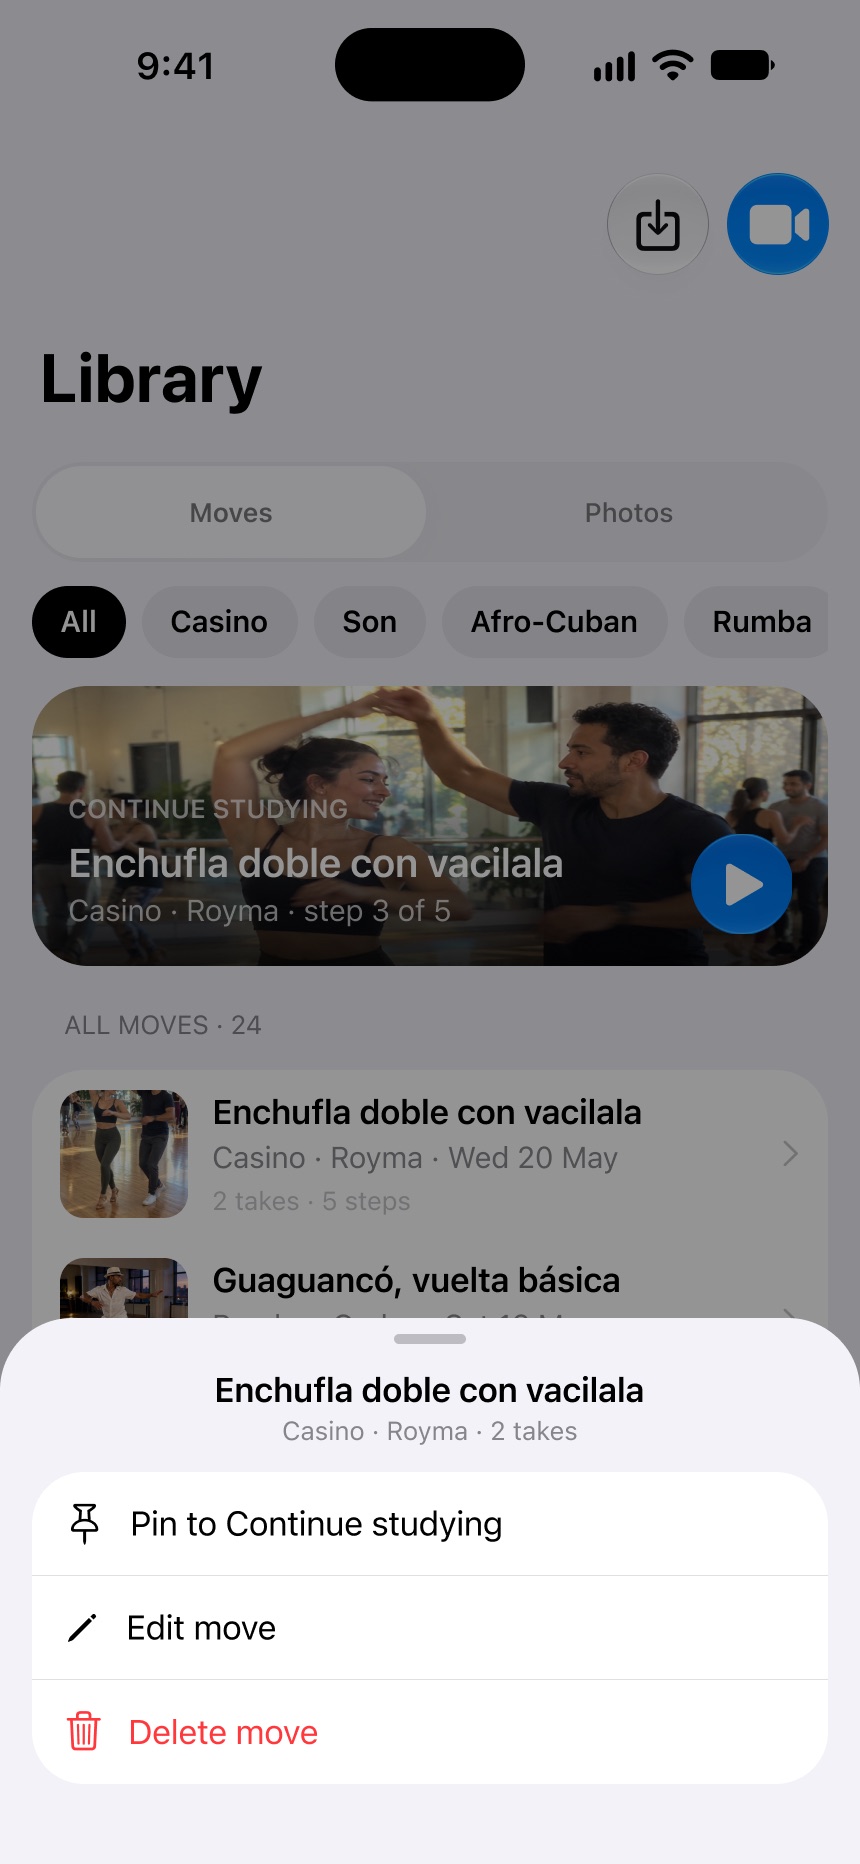 9:41
Library
Moves
Photos
All
Casino
Son
Afro-Cuban
Rumba
CONTINUE STUDYING
Enchufla doble con vacilala
Casino · Royma · step 3 of 5
ALL MOVES · 24
Enchufla doble con vacilala
Casino · Royma · Wed 20 May
2 takes · 5 steps
Guaguancó, vuelta básica
Enchufla doble con vacilala
Casino · Royma · 2 takes
Pin to Continue studying
Edit move
Delete move